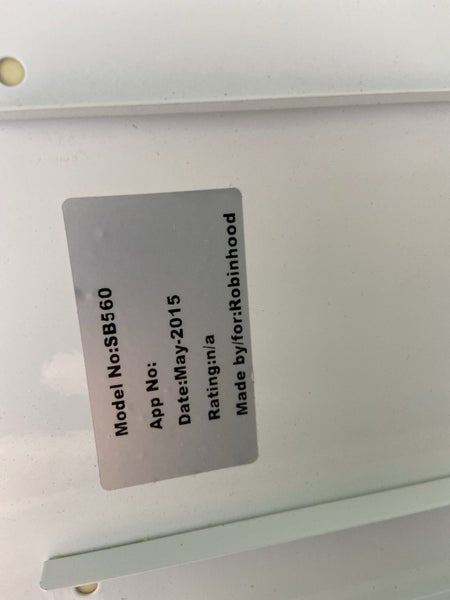 Model No:SB560
App No:
Date:May-2015
Rating:n/a
Made by/for:Robinhood